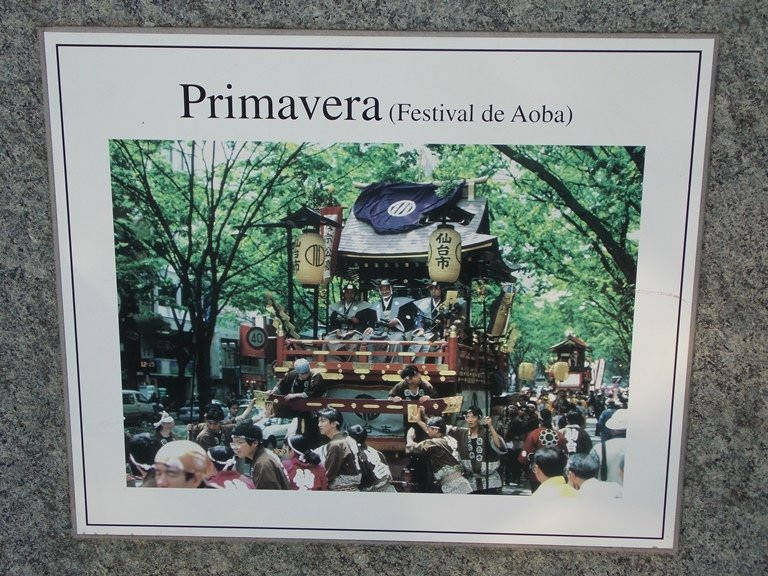 Primavera (Festival de Aoba)
仙台市
40